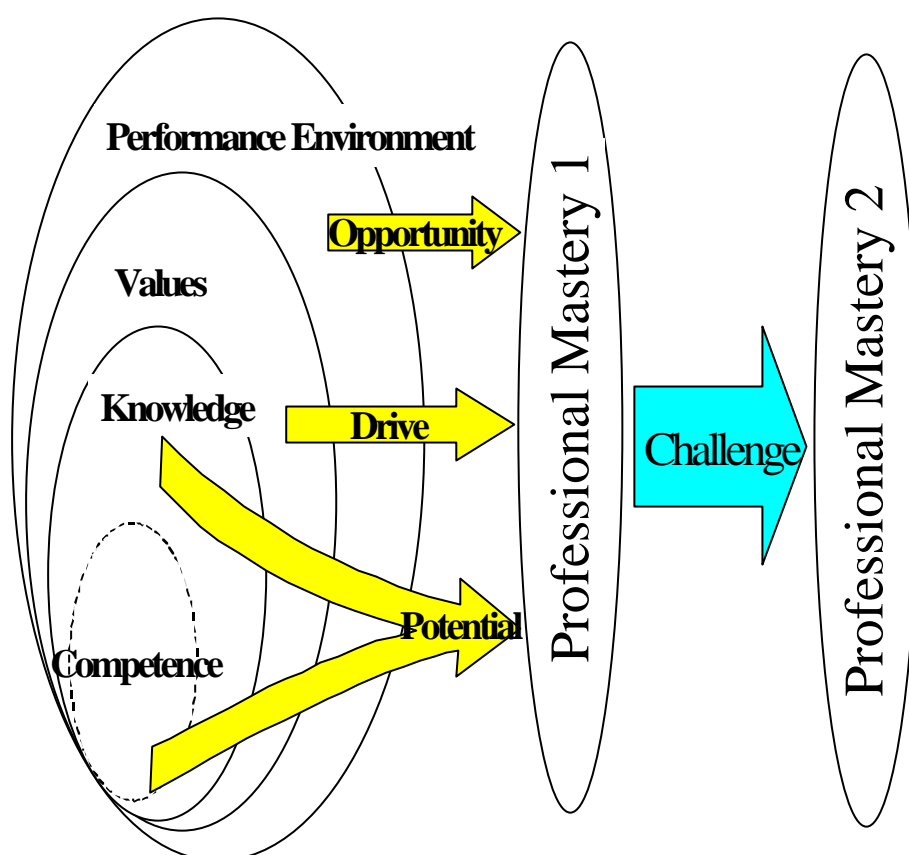 Performance Environment
Opportunity
Values
Knowledge
Drive
Potential
Competence
Professional Mastery 1
Challenge
Professional Mastery 2